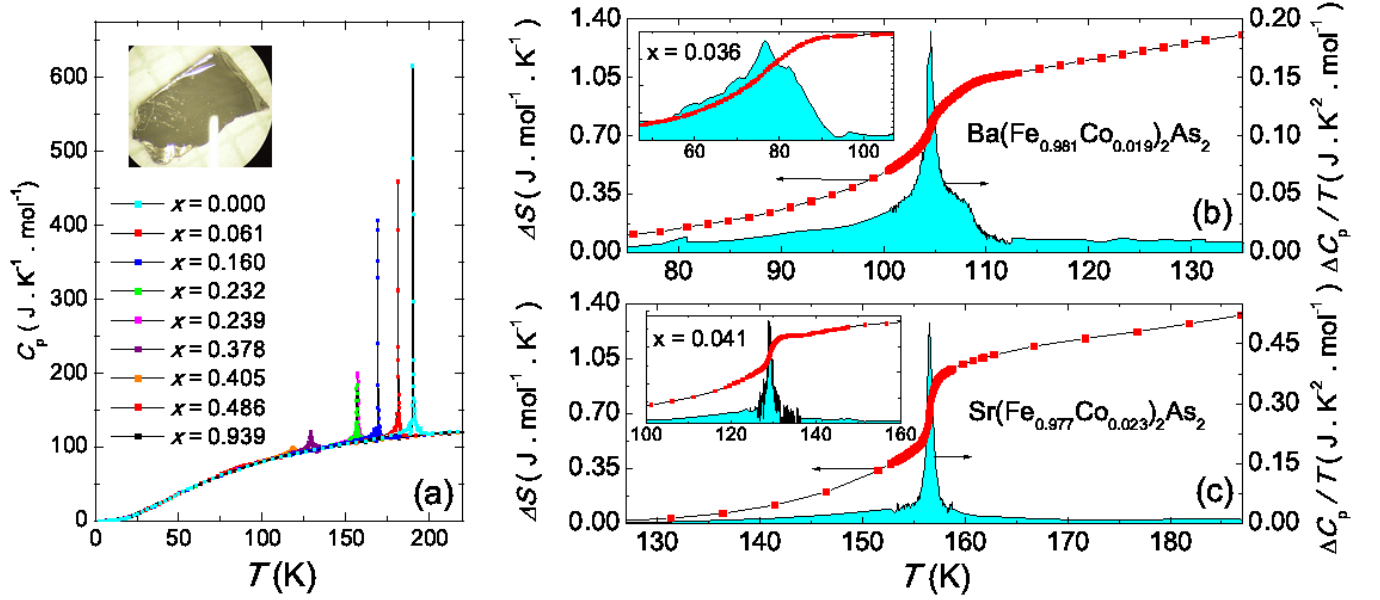 600
500
400
300
200
100
0
C_p ( J . K^-1 . mol^-1)
x = 0.000
x = 0.061
x = 0.160
x = 0.232
x = 0.239
x = 0.378
x = 0.405
x = 0.486
x = 0.939
(a)
0 50 100 150 200
T (K)
1.40
1.05
0.70
0.35
0.00
ΔS ( J . mol^-1 . K^-1)
x = 0.036
60 80 100
Ba(Fe_0.981Co_0.019)_2As_2
(b)
0.20
0.15
0.10
0.05
0.00
ΔC_p / T ( J . K^-2 . mol^-1)
80 90 100 110 120 130
1.40
1.05
0.70
0.35
0.00
ΔS ( J . mol^-1 . K^-1)
x = 0.041
100 120 140 160
Sr(Fe_0.977Co_0.023)_2As_2
(c)
0.45
0.30
0.15
0.00
ΔC_p / T ( J . K^-2 . mol^-1)
130 140 150 160 170 180
T (K)